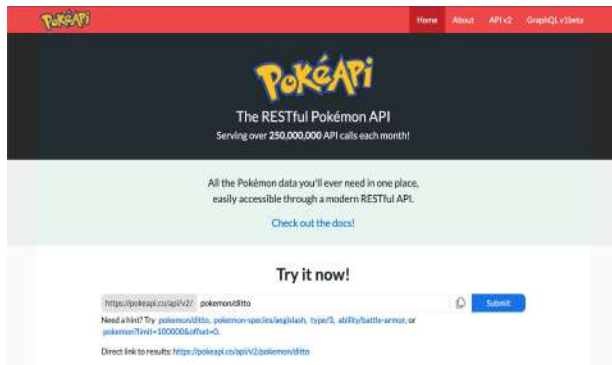 PokéAPI
Home About API v2 GraphQL v1beta
PokéAPI
The RESTful Pokémon API
Serving over 250,000,000 API calls each month!
All the Pokémon data you'll ever need in one place,
easily accessible through a modern RESTful API.
Check out the docs!
Try it now!
https://pokeapi.co/api/v2/ pokemon/ditto Submit
Need a hint? Try pokemon/ditto, pokemon-species/aegislash, type/3, ability/battle-armor, or
pokemon?limit=100000&offset=0.
Direct link to results: https://pokeapi.co/api/v2/pokemon/ditto